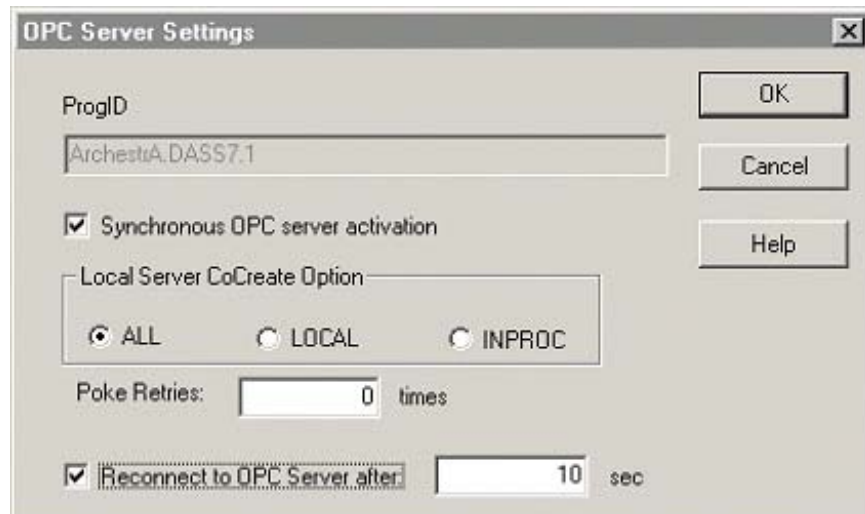 OPC Server Settings
ProgID
ArchestrA.DASS7.1
Synchronous OPC server activation
Local Server CoCreate Option
ALL LOCAL INPROC
Poke Retries: 0 times
Reconnect to OPC Server after: 10 sec
OK
Cancel
Help